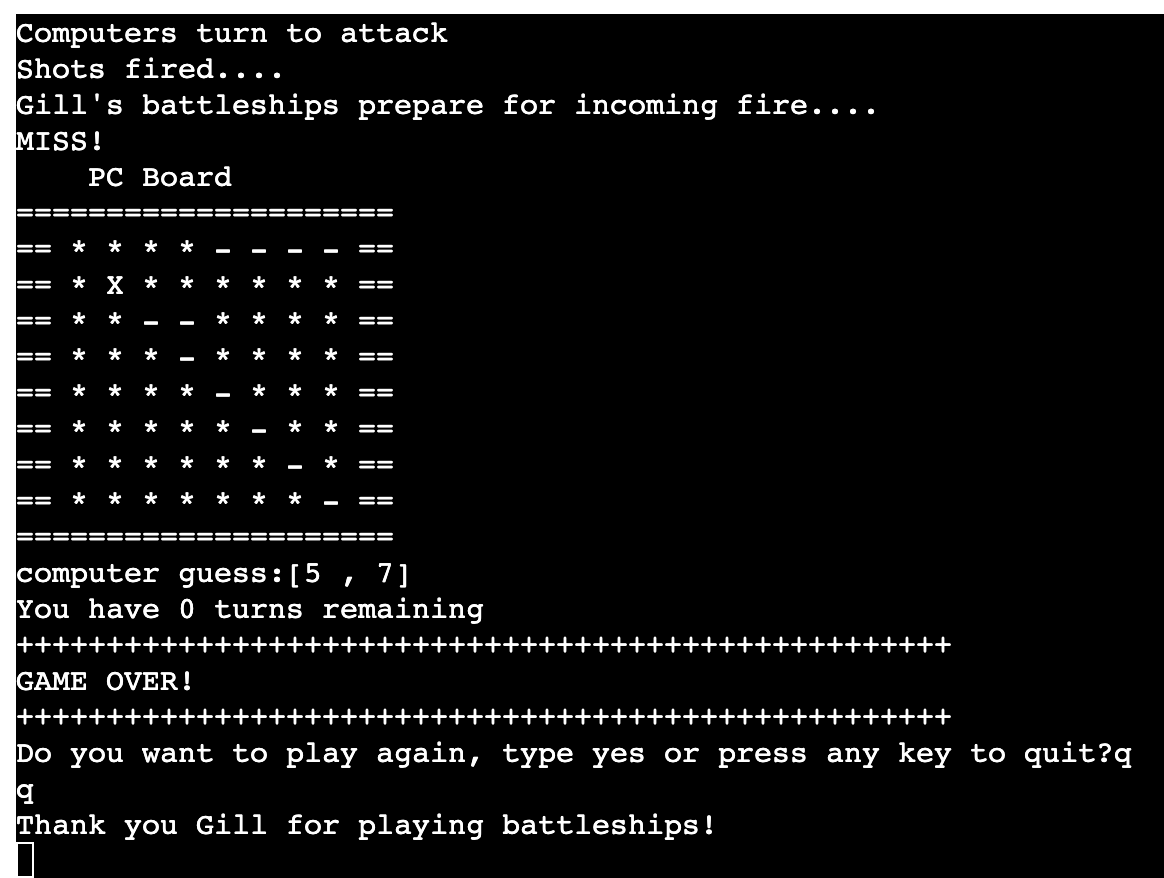 Computers turn to attack
Shots fired....
Gill's battleships prepare for incoming fire....
MISS!
    PC Board
=====================
== * * * * - - - - ==
== * X * * * * * * ==
== * * - - * * * * ==
== * * * - * * * * ==
== * * * * - * * * ==
== * * * * * - * * ==
== * * * * * * - * ==
== * * * * * * * - ==
=====================
computer guess:[5 , 7]
You have 0 turns remaining
++++++++++++++++++++++++++++++++++++++++++++++++++++
GAME OVER!
++++++++++++++++++++++++++++++++++++++++++++++++++++
Do you want to play again, type yes or press any key to quit?q
q
Thank you Gill for playing battleships!